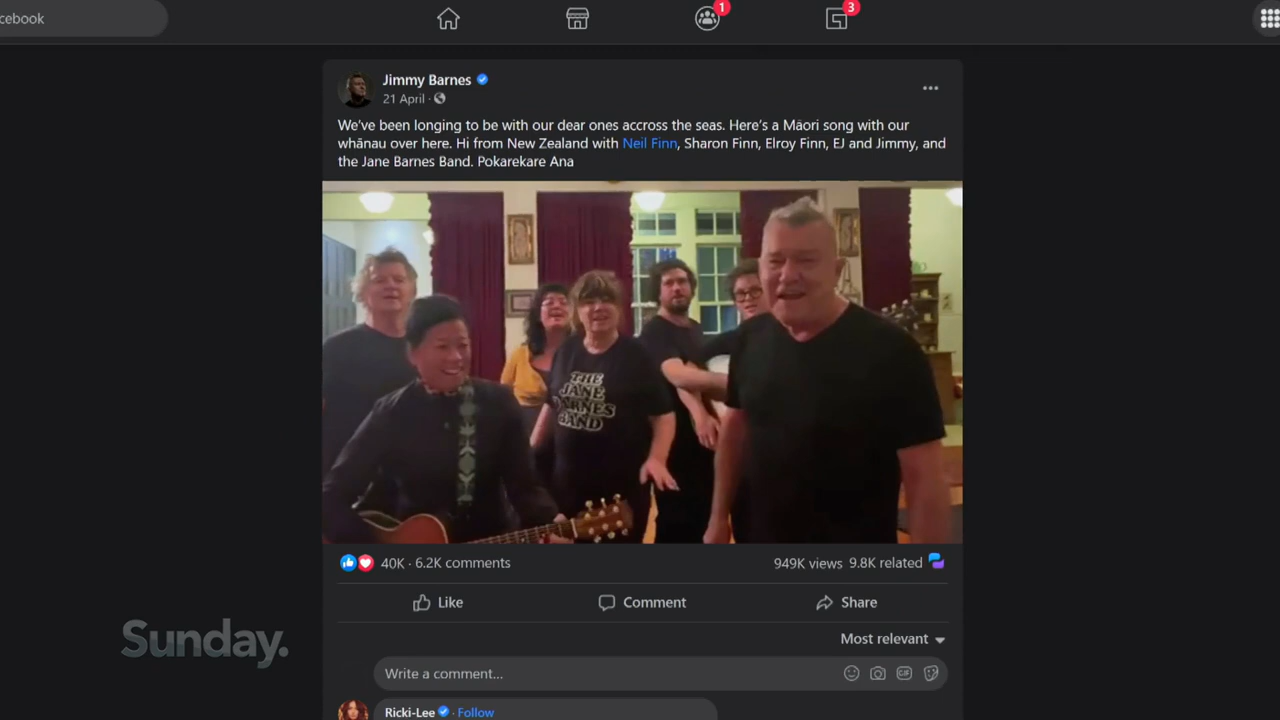 cebook
1
3
Jimmy Barnes
21 April ·
We've been longing to be with our dear ones accross the seas. Here's a Māori song with our
whānau over here. Hi from New Zealand with Neil Finn, Sharon Finn, Elroy Finn, EJ and Jimmy, and
the Jane Barnes Band. Pokarekare Ana
THE
JANE
BARNES
BAND
40K · 6.2K comments
949K views 9.8K related
Like
Comment
Share
Sunday.
Most relevant
Write a comment...
GIF
Ricki-Lee · Follow